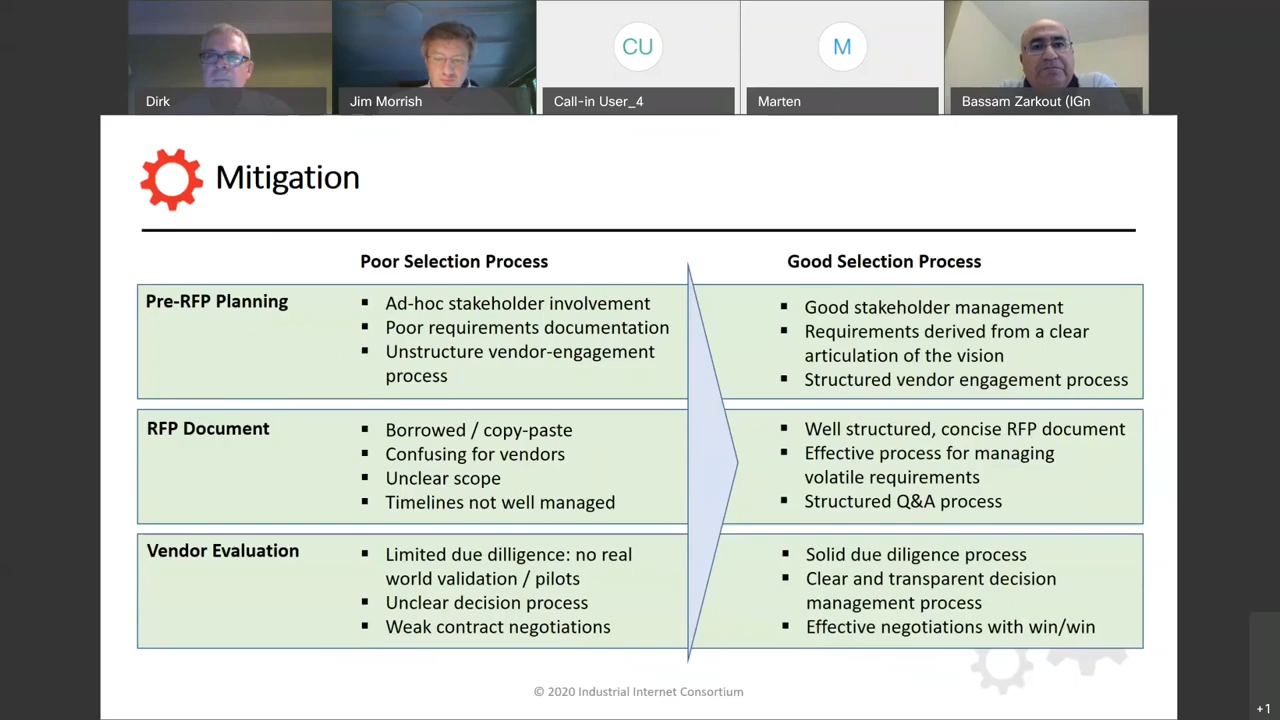 Dirk
Jim Morrish
CU
Call-in User_4
M
Marten
Bassam Zarkout (IGn
Mitigation
Poor Selection Process
Good Selection Process
Pre-RFP Planning
▪ Ad-hoc stakeholder involvement
▪ Poor requirements documentation
▪ Unstructure vendor-engagement
process
▪ Good stakeholder management
▪ Requirements derived from a clear
articulation of the vision
▪ Structured vendor engagement process
RFP Document
▪ Borrowed / copy-paste
▪ Confusing for vendors
▪ Unclear scope
▪ Timelines not well managed
▪ Well structured, concise RFP document
▪ Effective process for managing
volatile requirements
▪ Structured Q&A process
Vendor Evaluation
▪ Limited due dilligence: no real
world validation / pilots
▪ Unclear decision process
▪ Weak contract negotiations
▪ Solid due diligence process
▪ Clear and transparent decision
management process
▪ Effective negotiations with win/win
© 2020 Industrial Internet Consortium
+1